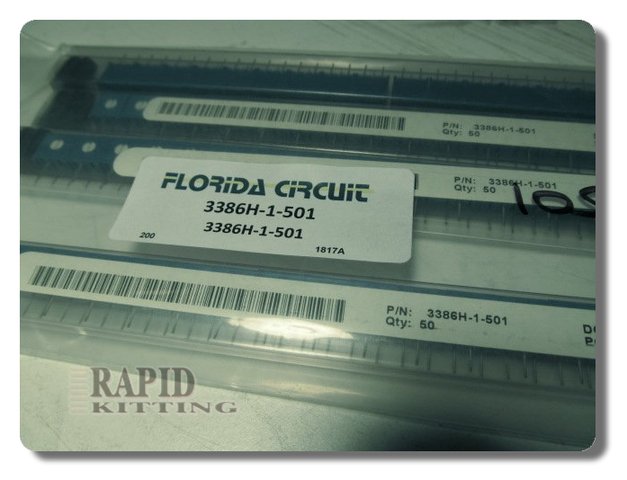 P/N: 3386H-1-501
Qty: 50
P/N: 3386H-1-501
Qty: 50
FLORIDA CIRCUIT
3386H-1-501
3386H-1-501
200
1817A
P/N: 3386H-1-501
Qty: 50
RAPID
KITTING